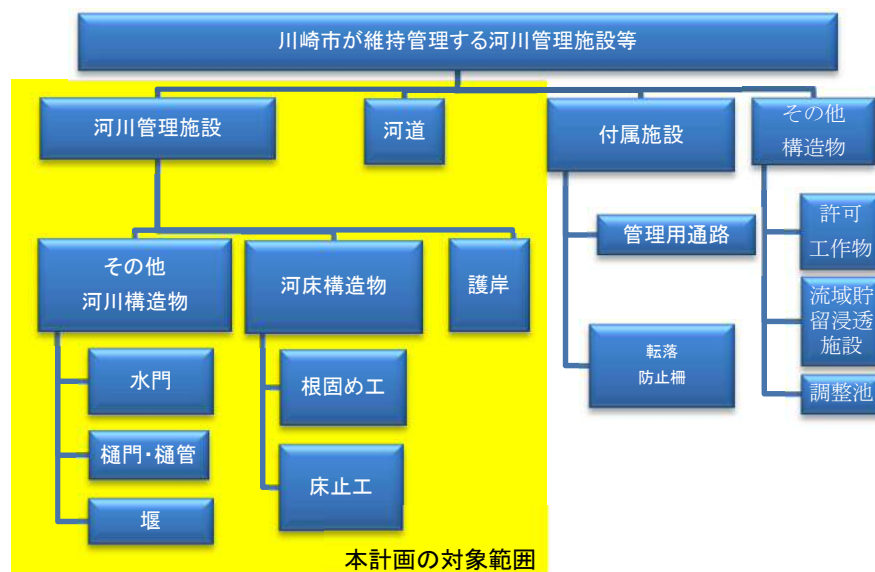 川崎市が維持管理する河川管理施設等
河川管理施設
河道
付属施設
その他
構造物
その他
河川構造物
河床構造物
護岸
水門
樋門・樋管
堰
根固め工
床止工
管理用通路
転落
防止柵
許可
工作物
流域貯
留浸透
施設
調整池
本計画の対象範囲